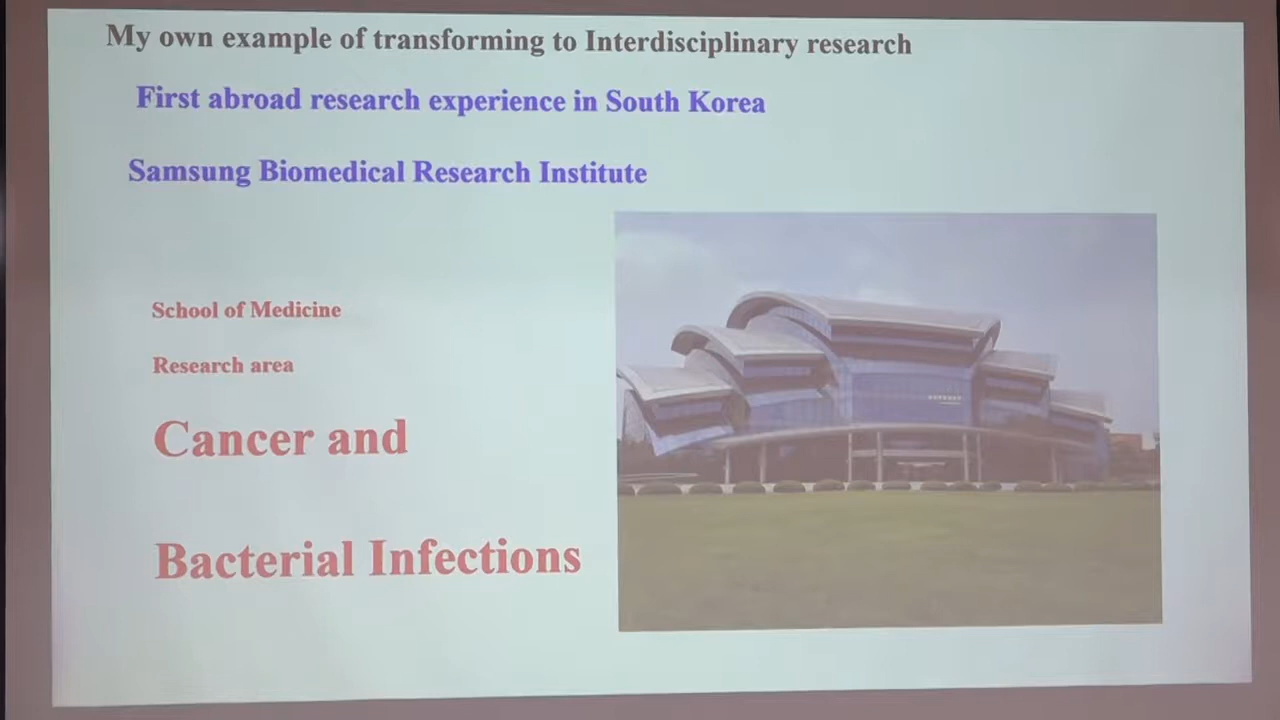 My own example of transforming to Interdisciplinary research
First abroad research experience in South Korea
Samsung Biomedical Research Institute
School of Medicine
Research area
Cancer and
Bacterial Infections